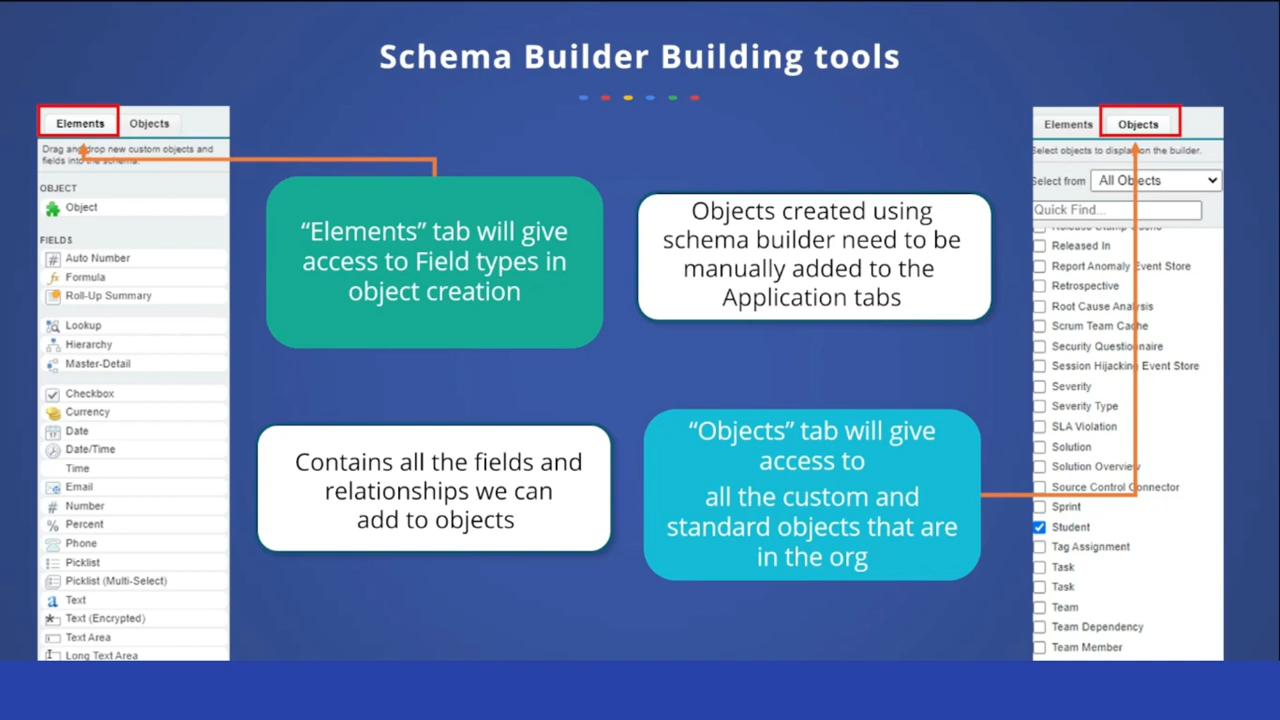 Schema Builder Building tools
Elements
Objects
Drag and drop new custom objects and
fields into the schema.
OBJECT
Object
FIELDS
Auto Number
Formula
Roll-Up Summary
Lookup
Hierarchy
Master-Detail
Checkbox
Currency
Date
Date/Time
Time
Email
Number
Percent
Phone
Picklist
Picklist (Multi-Select)
Text
Text (Encrypted)
Text Area
Long Text Area
“Elements” tab will give
access to Field types in
object creation
Objects created using
schema builder need to be
manually added to the
Application tabs
Contains all the fields and
relationships we can
add to objects
“Objects” tab will give
access to
all the custom and
standard objects that are
in the org
Elements
Objects
Select objects to display on the builder.
Select from All Objects
Quick Find...
Released In
Report Anomaly Event Store
Retrospective
Root Cause Analysis
Scrum Team Cache
Security Questionnaire
Session Hijacking Event Store
Severity
Severity Type
SLA Violation
Solution
Solution Overview
Source Control Connector
Sprint
Student
Tag Assignment
Task
Task
Team
Team Dependency
Team Member